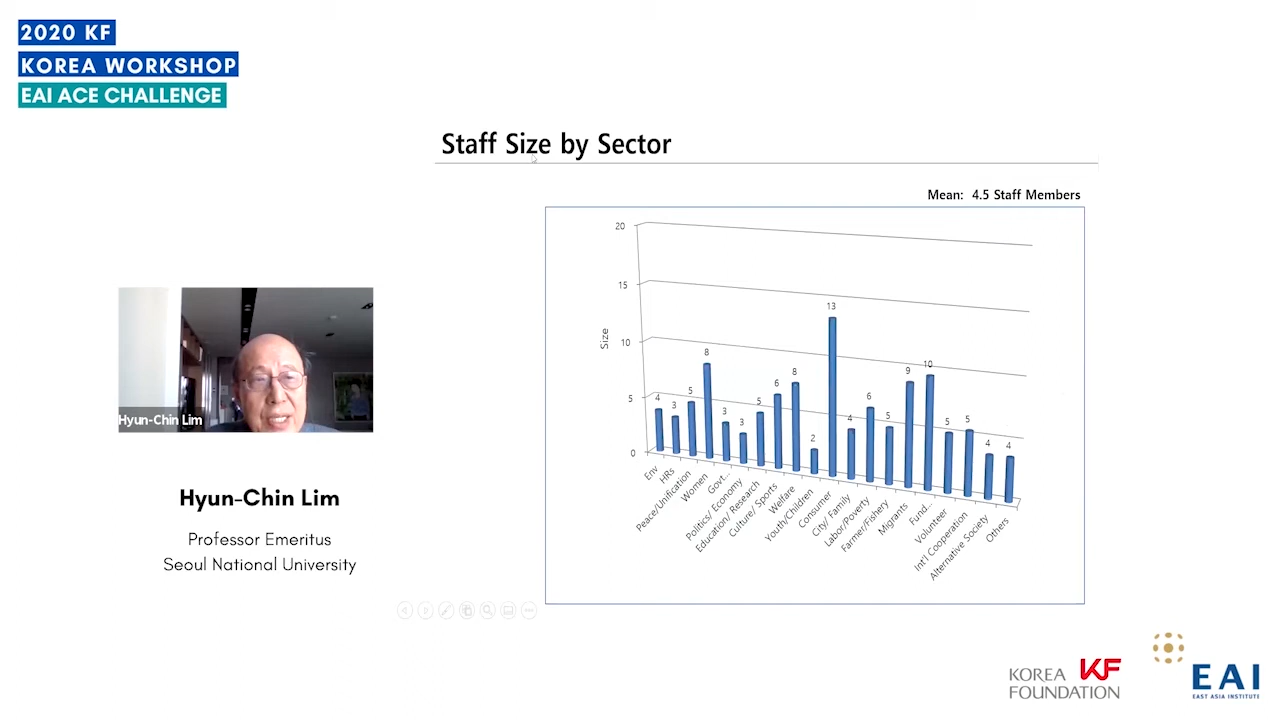 2020 KF
KOREA WORKSHOP
EAI ACE CHALLENGE
Staff Size by Sector
Mean: 4.5 Staff Members
Size
20
15
10
5
0
4
3
5
8
3
3
5
6
8
2
13
4
6
5
9
10
5
5
4
4
Env
HRs
Peace/Unification
Women
Govt...
Politics/ Economy
Education/ Research
Culture/ Sports
Welfare
Youth/Children
Consumer
City/ Family
Labor/Poverty
Farmer/Fishery
Migrants
Fund...
Volunteer
Int'l Cooperation
Alternative Society
Others
Hyun-Chin Lim
Hyun-Chin Lim
Professor Emeritus
Seoul National University
KOREA KF
FOUNDATION
EAI
EAST ASIA INSTITUTE